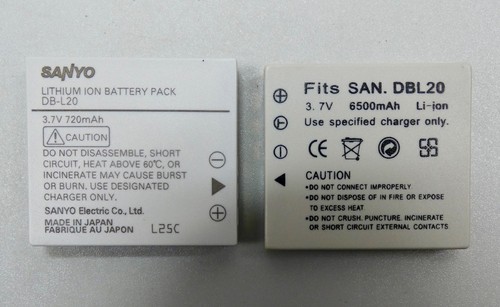 SANYO
LITHIUM ION BATTERY PACK
DB-L20
3.7V 720mAh
CAUTION
DO NOT DISASSEMBLE, SHORT
CIRCUIT, HEAT ABOVE 60℃, OR
INCINERATE MAY CAUSE BURST
OR BURN. USE DESIGNATED
CHARGER ONLY.
SANYO Electric Co., Ltd.
MADE IN JAPAN
FABRIQUE AU JAPON
L25C
Fits SAN. DBL20
3.7V 6500mAh Li-ion
Use specified charger only.
CE
CAUTION
•DO NOT CONNECT IMPROPERLY
•DO NOT DISPOSE OF IN FIRE OR EXPOSE
TO EXCESSIVE HEAT
•DO NOT CRUSH. PUNCTURE. INCINERATE
OR SHORT CIRCUIT EXTERNAL CONTACTS